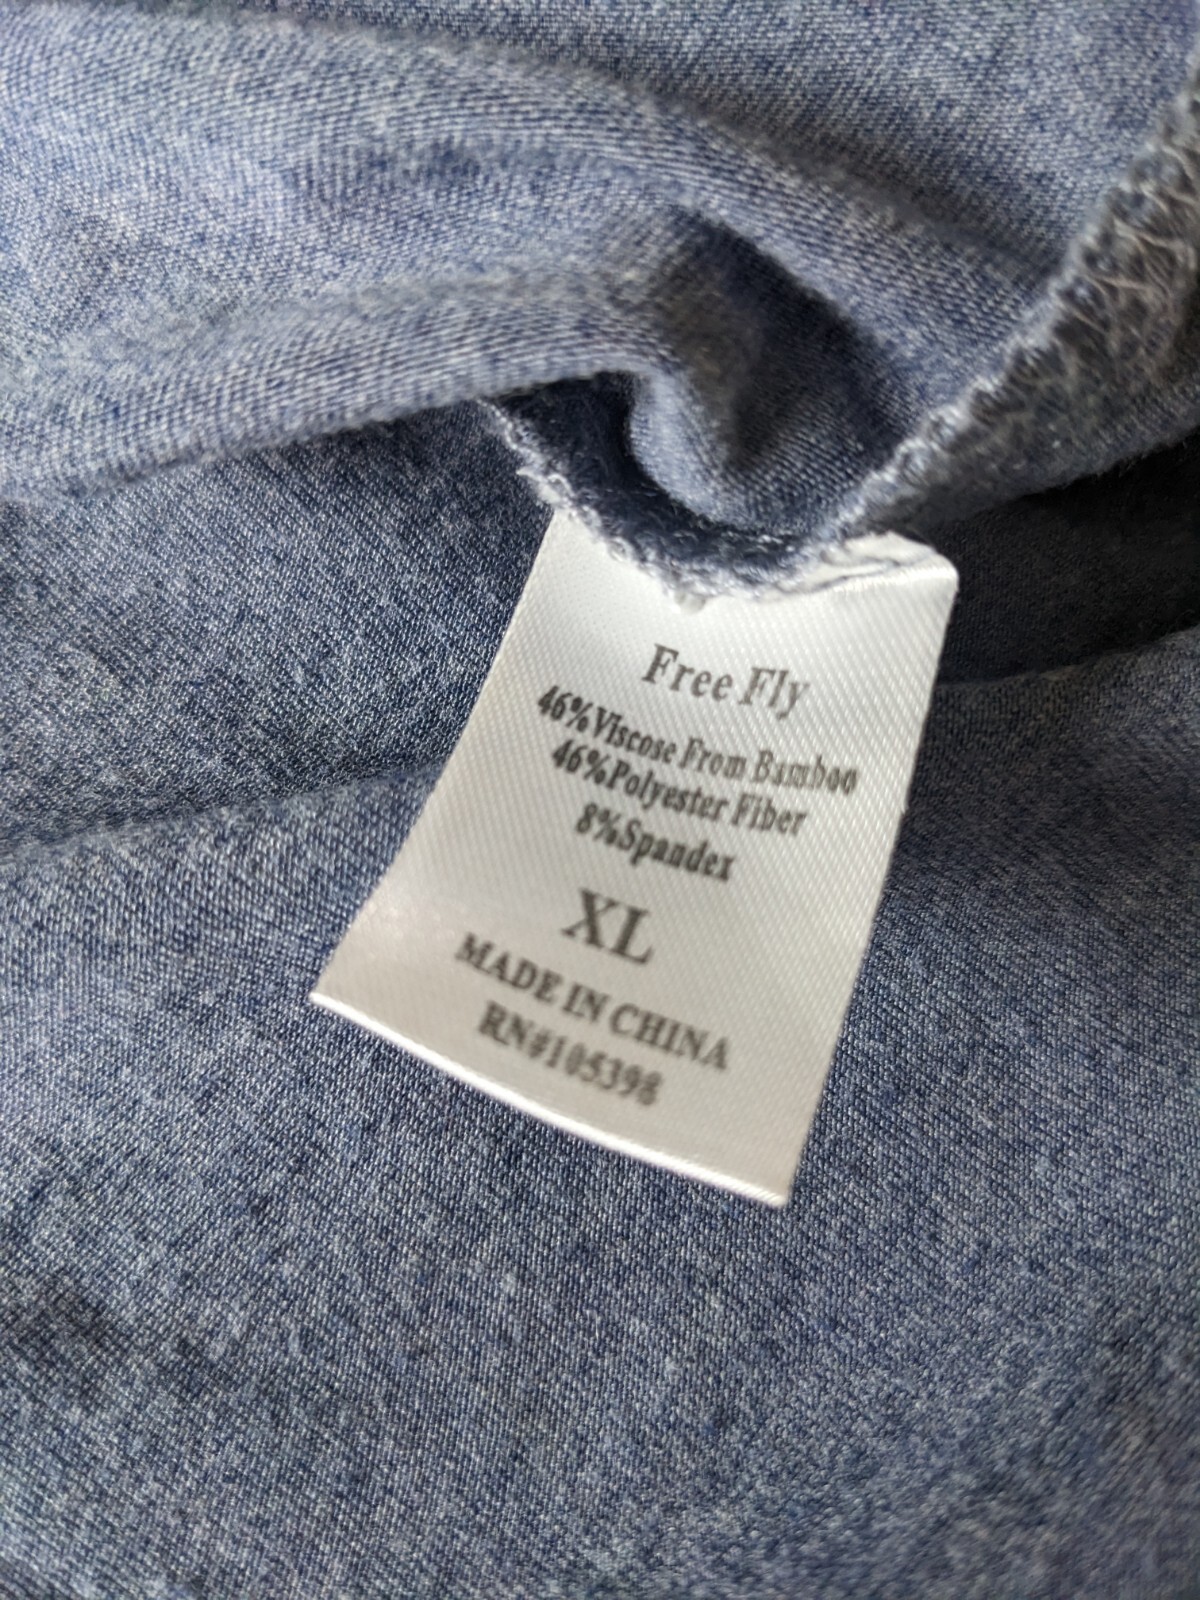 Free Fly
46%Viscose From Bamboo
46%Polyester Fiber
8%Spandex
XL
MADE IN CHINA
RN#105398